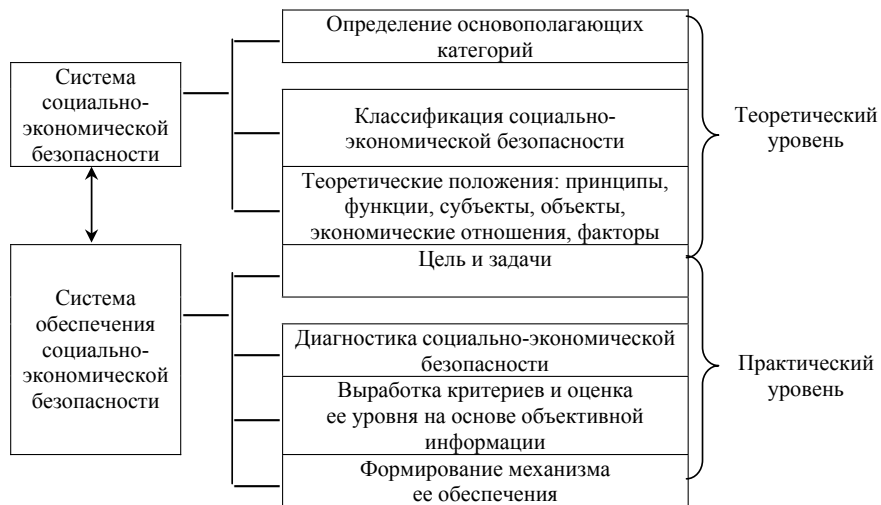 Система
социально-
экономической
безопасности
Определение основополагающих
категорий
Классификация социально-
экономической безопасности
Теоретические положения: принципы,
функции, субъекты, объекты,
экономические отношения, факторы
Теоретический
уровень
Система
обеспечения
социально-
экономической
безопасности
Цель и задачи
Диагностика социально-экономической
безопасности
Выработка критериев и оценка
ее уровня на основе объективной
информации
Формирование механизма
ее обеспечения
Практический
уровень